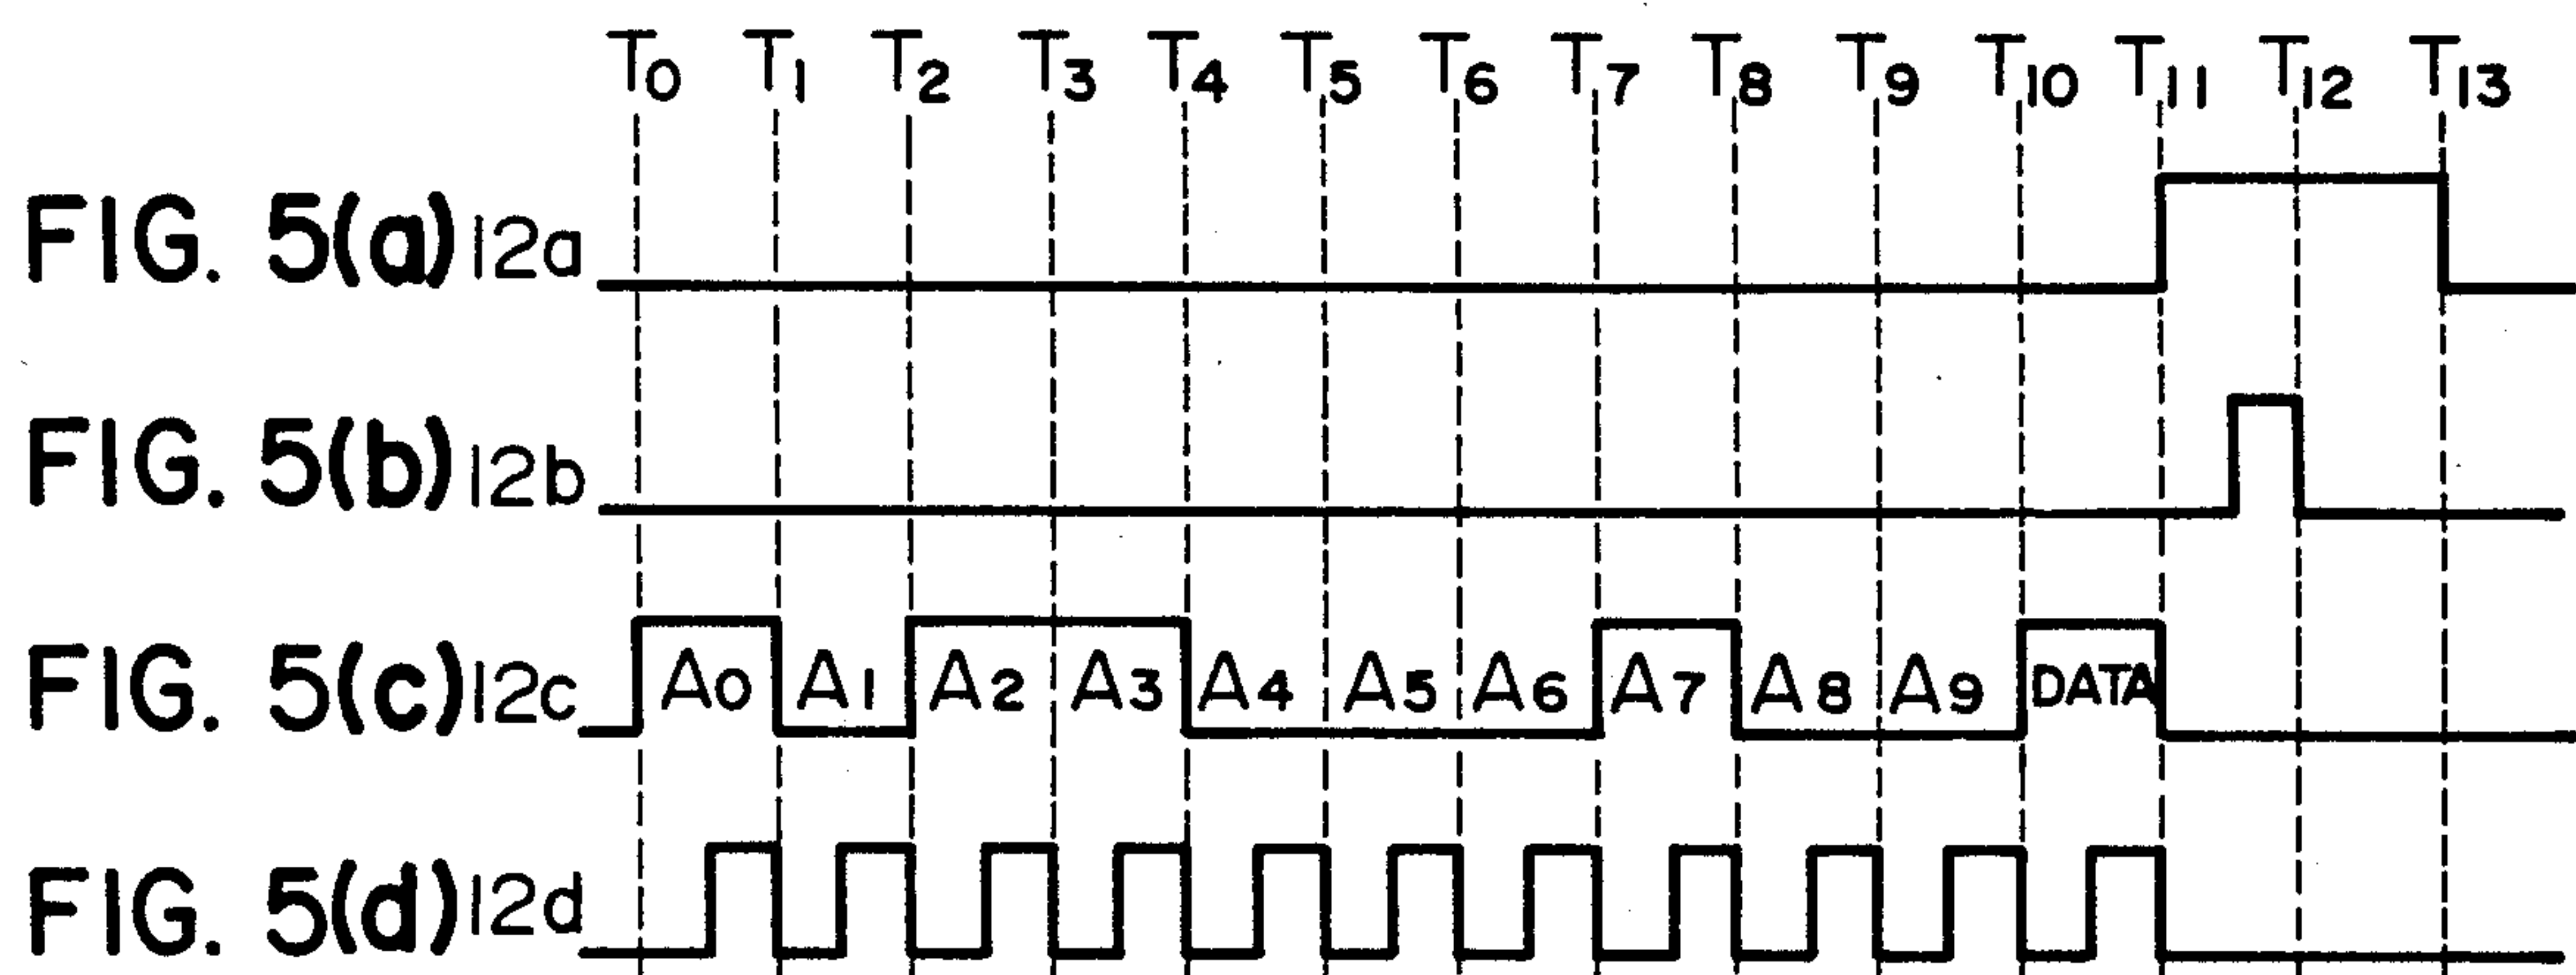 T0 T1 T2 T3 T4 T5 T6 T7 T8 T9 T10 T11 T12 T13
FIG. 5(a) 12a
FIG. 5(b) 12b
FIG. 5(c) 12c A0 A1 A2 A3 A4 A5 A6 A7 A8 A9 DATA
FIG. 5(d) 12d